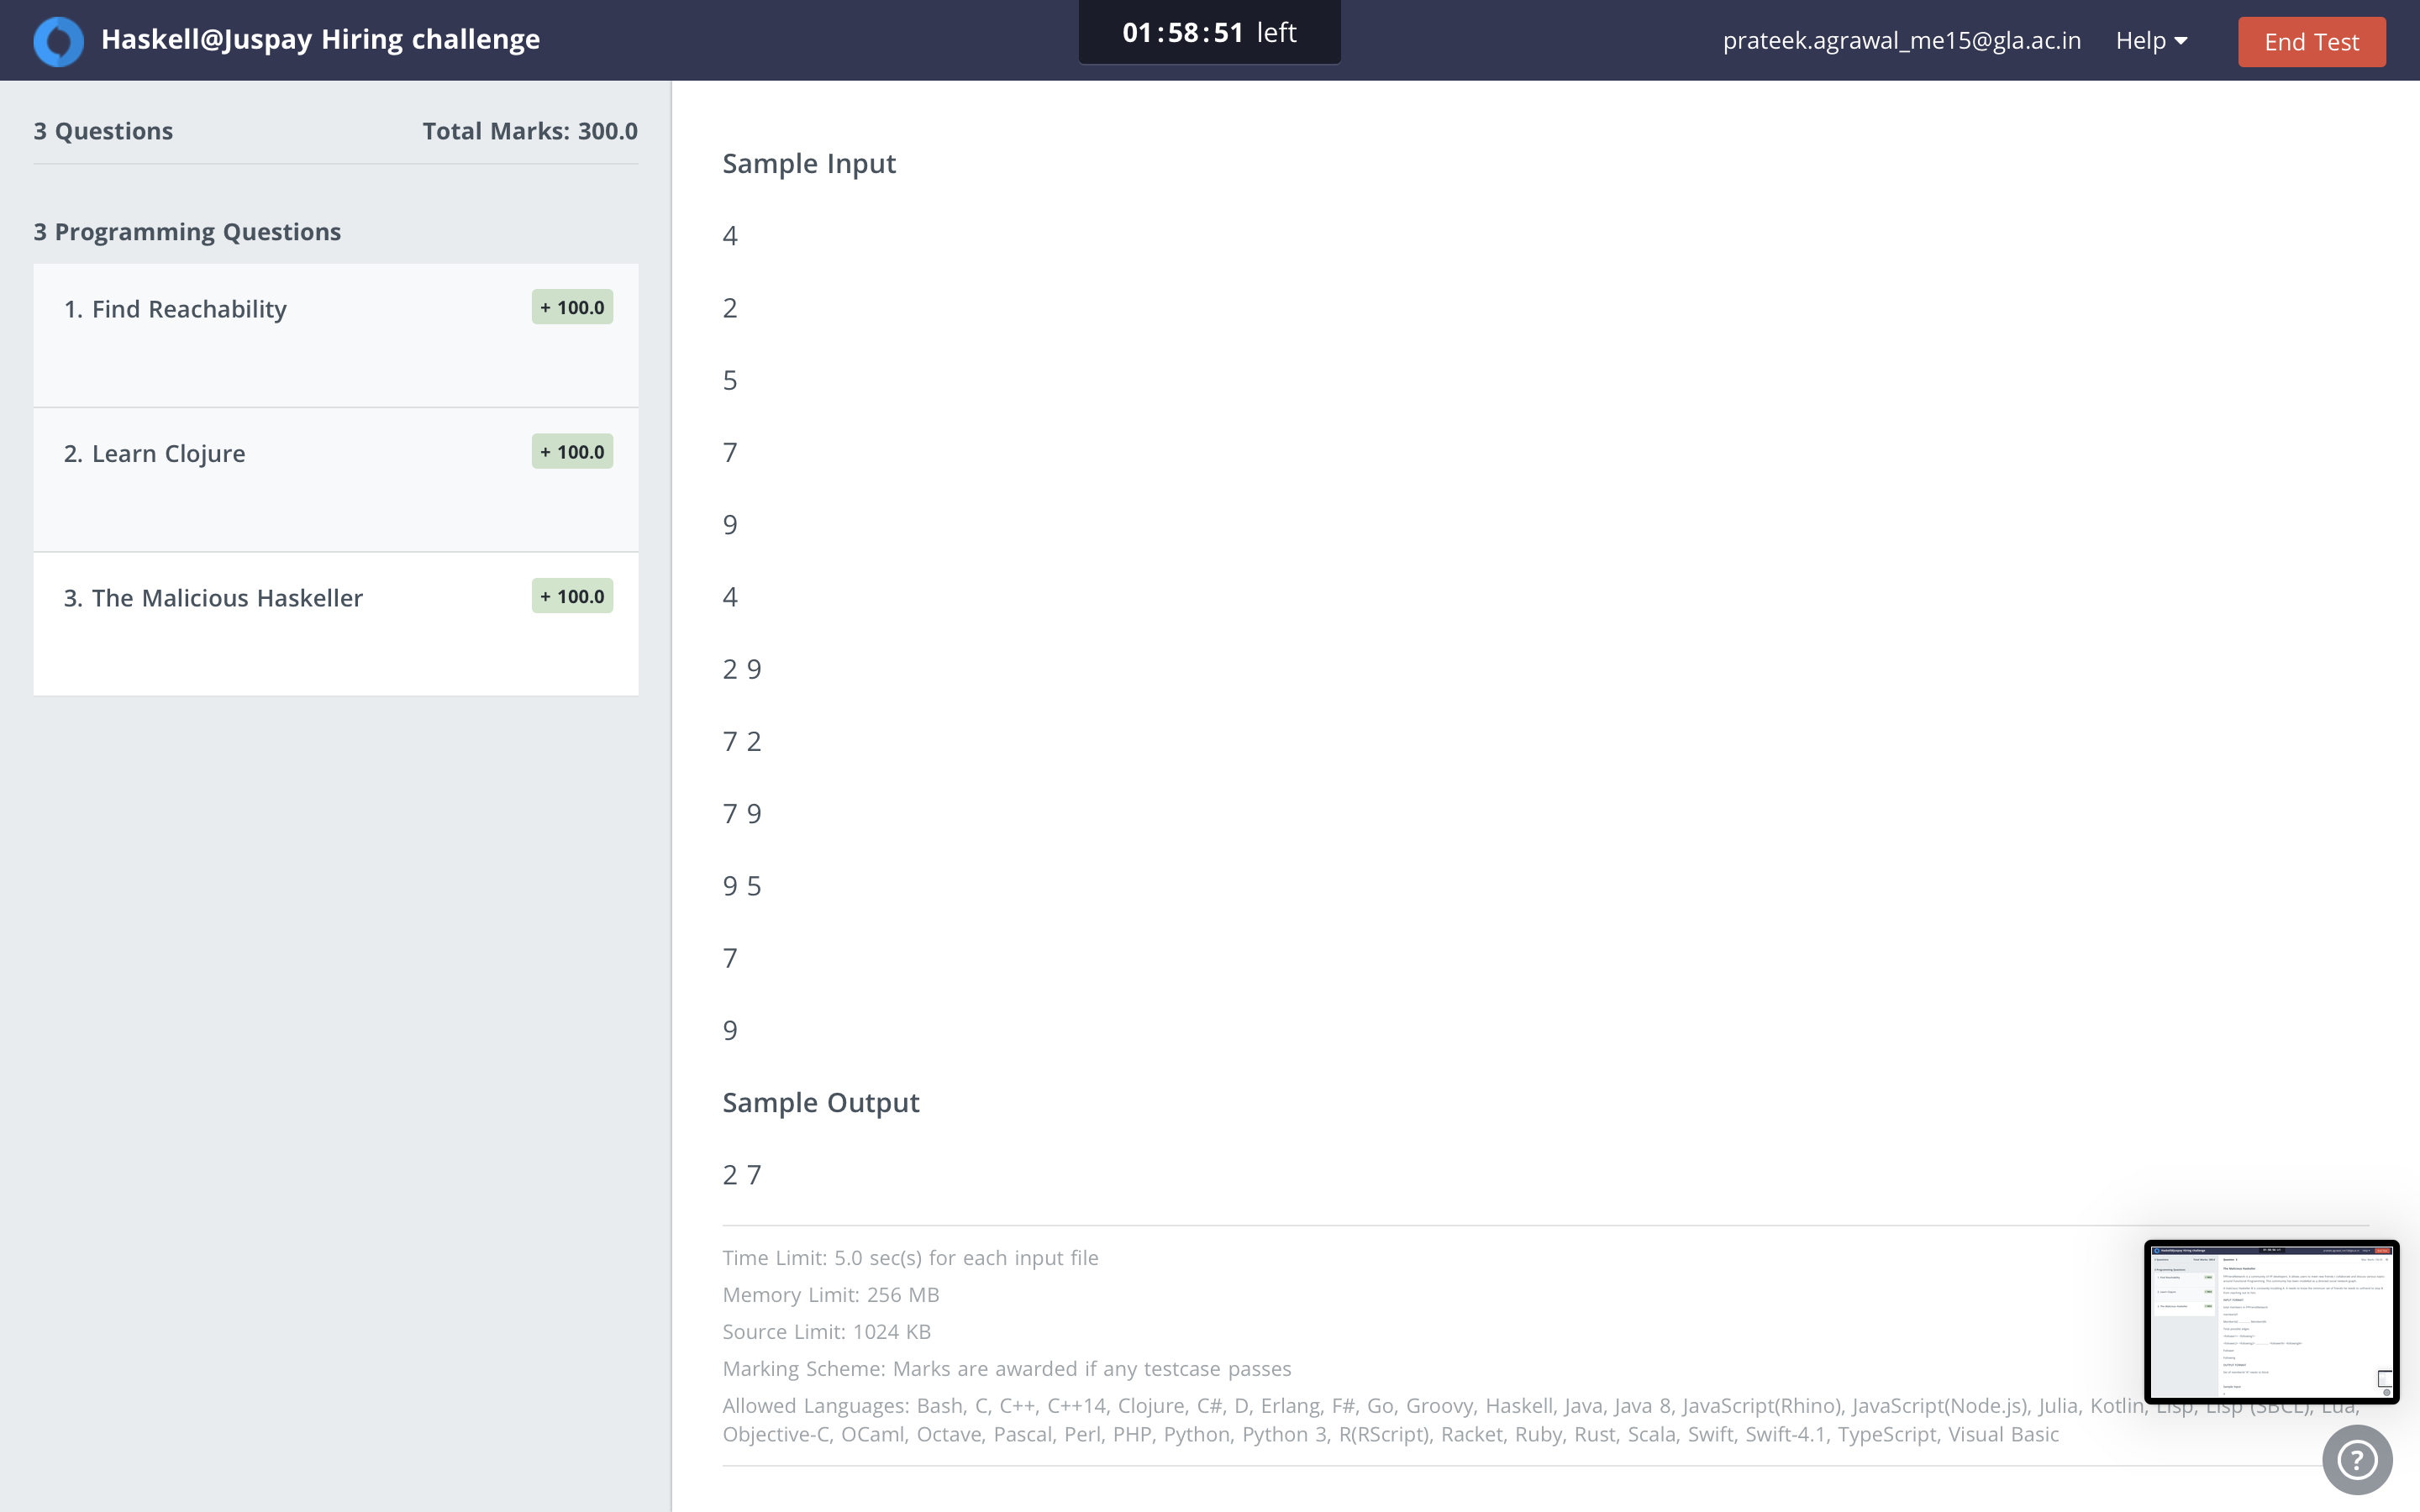 Haskell@Juspay Hiring challenge
01:58:51 left
prateek.agrawal_me15@gla.ac.in
Help
End Test
3 Questions
Total Marks: 300.0
3 Programming Questions
1. Find Reachability
+ 100.0
2. Learn Clojure
+ 100.0
3. The Malicious Haskeller
+ 100.0
Sample Input
4
2
5
7
9
4
2 9
7 2
7 9
9 5
7
9
Sample Output
2 7
Time Limit: 5.0 sec(s) for each input file
Memory Limit: 256 MB
Source Limit: 1024 KB
Marking Scheme: Marks are awarded if any testcase passes
Allowed Languages: Bash, C, C++, C++14, Clojure, C#, D, Erlang, F#, Go, Groovy, Haskell, Java, Java 8, JavaScript(Rhino), JavaScript(Node.js), Julia, Kotlin, Lisp, Lisp (SBCL), Lua,
Objective-C, OCaml, Octave, Pascal, Perl, PHP, Python, Python 3, R(RScript), Racket, Ruby, Rust, Scala, Swift, Swift-4.1, TypeScript, Visual Basic
?